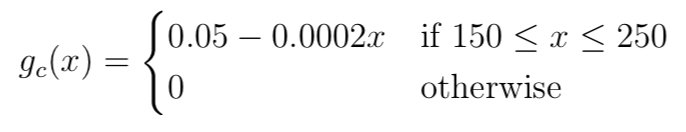 g_c(x) = { 0.05 − 0.0002x if 150 ≤ x ≤ 250
0 otherwise